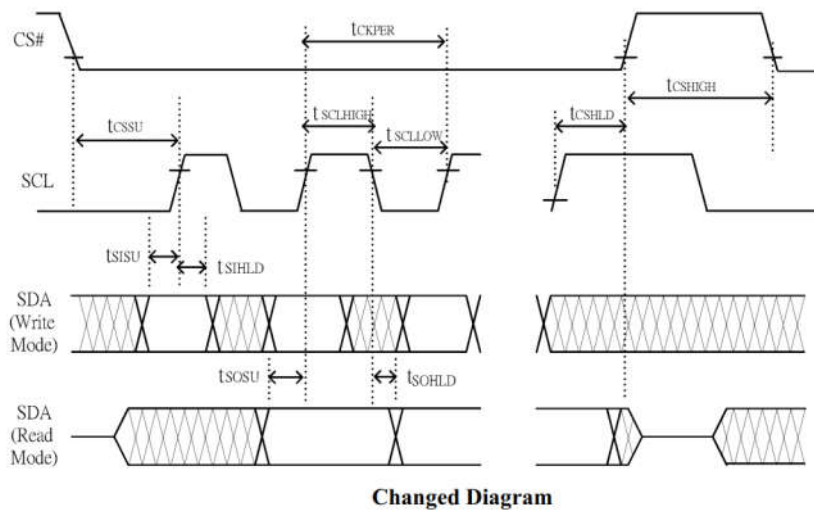 CS#
tCKPER
tCSHIGH
tCSSU
tSCLHIGH
tSCLLOW
tCSHLD
SCL
tSISU
tSIHLD
SDA
(Write
Mode)
tSOSU
tSOHLD
SDA
(Read
Mode)
Changed Diagram